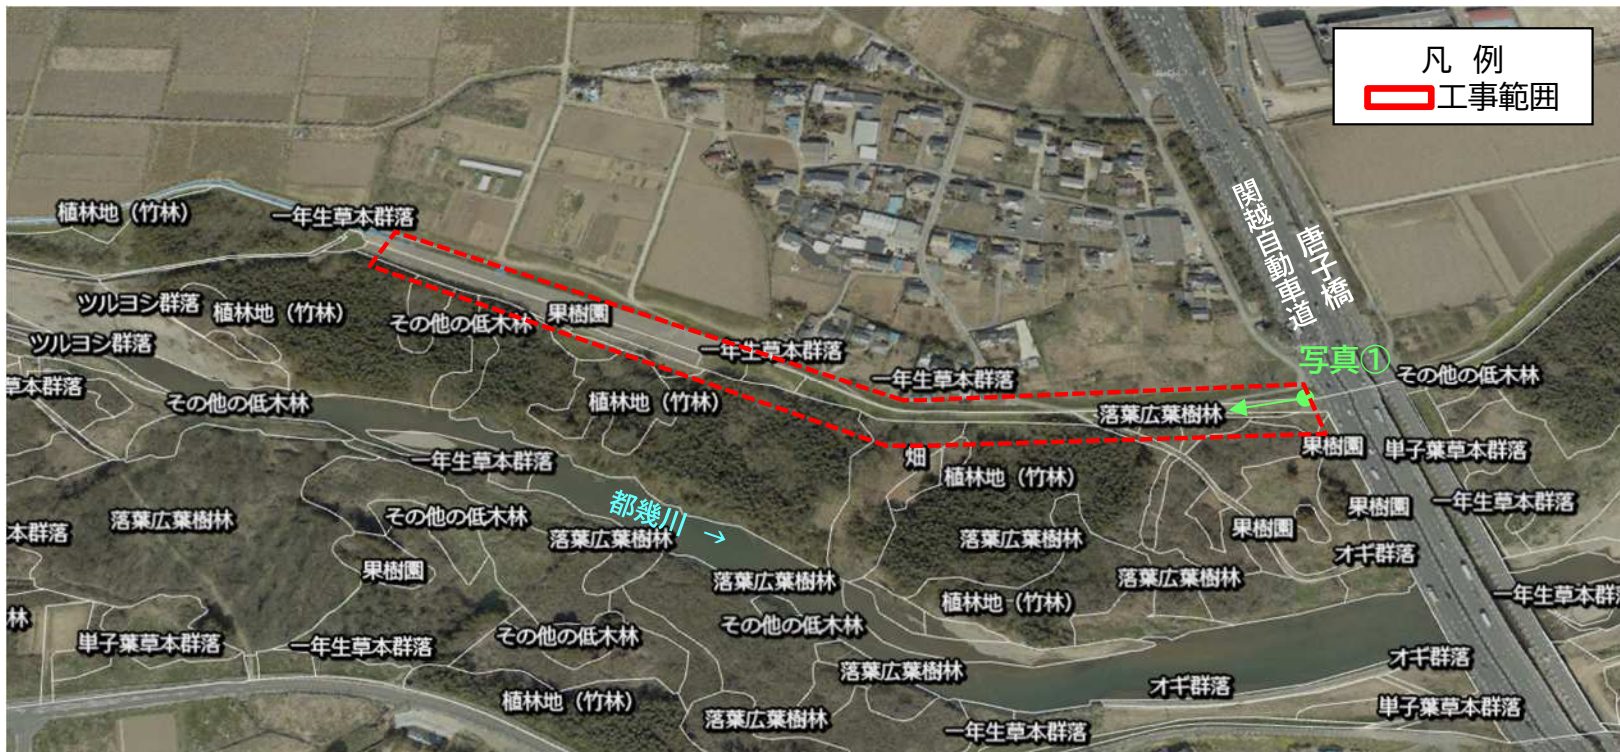 凡 例
工事範囲
関越自動車道
唐子橋
植林地（竹林）
一年生草本群落
ツルヨシ群落
植林地（竹林）
果樹園
その他の低木林
ツルヨシ群落
一年生草本群落
写真①
草本群落
その他の低木林
植林地（竹林）
一年生草本群落
その他の低木林
落葉広葉樹林
一年生草本群落
畑
果樹園
単子葉草本群落
植林地（竹林）
都幾川 →
果樹園
一年生草本群落
本群落
落葉広葉樹林
その他の低木林
落葉広葉樹林
落葉広葉樹林
果樹園
オギ群落
果樹園
落葉広葉樹林
落葉広葉樹林
一年生草本群
林
植林地（竹林）
単子葉草本群落
一年生草本群落
その他の低木林
その他の低木林
落葉広葉樹林
オギ群落
オギ群落
植林地（竹林）
落葉広葉樹林
一年生草本群落
単子葉草本群落